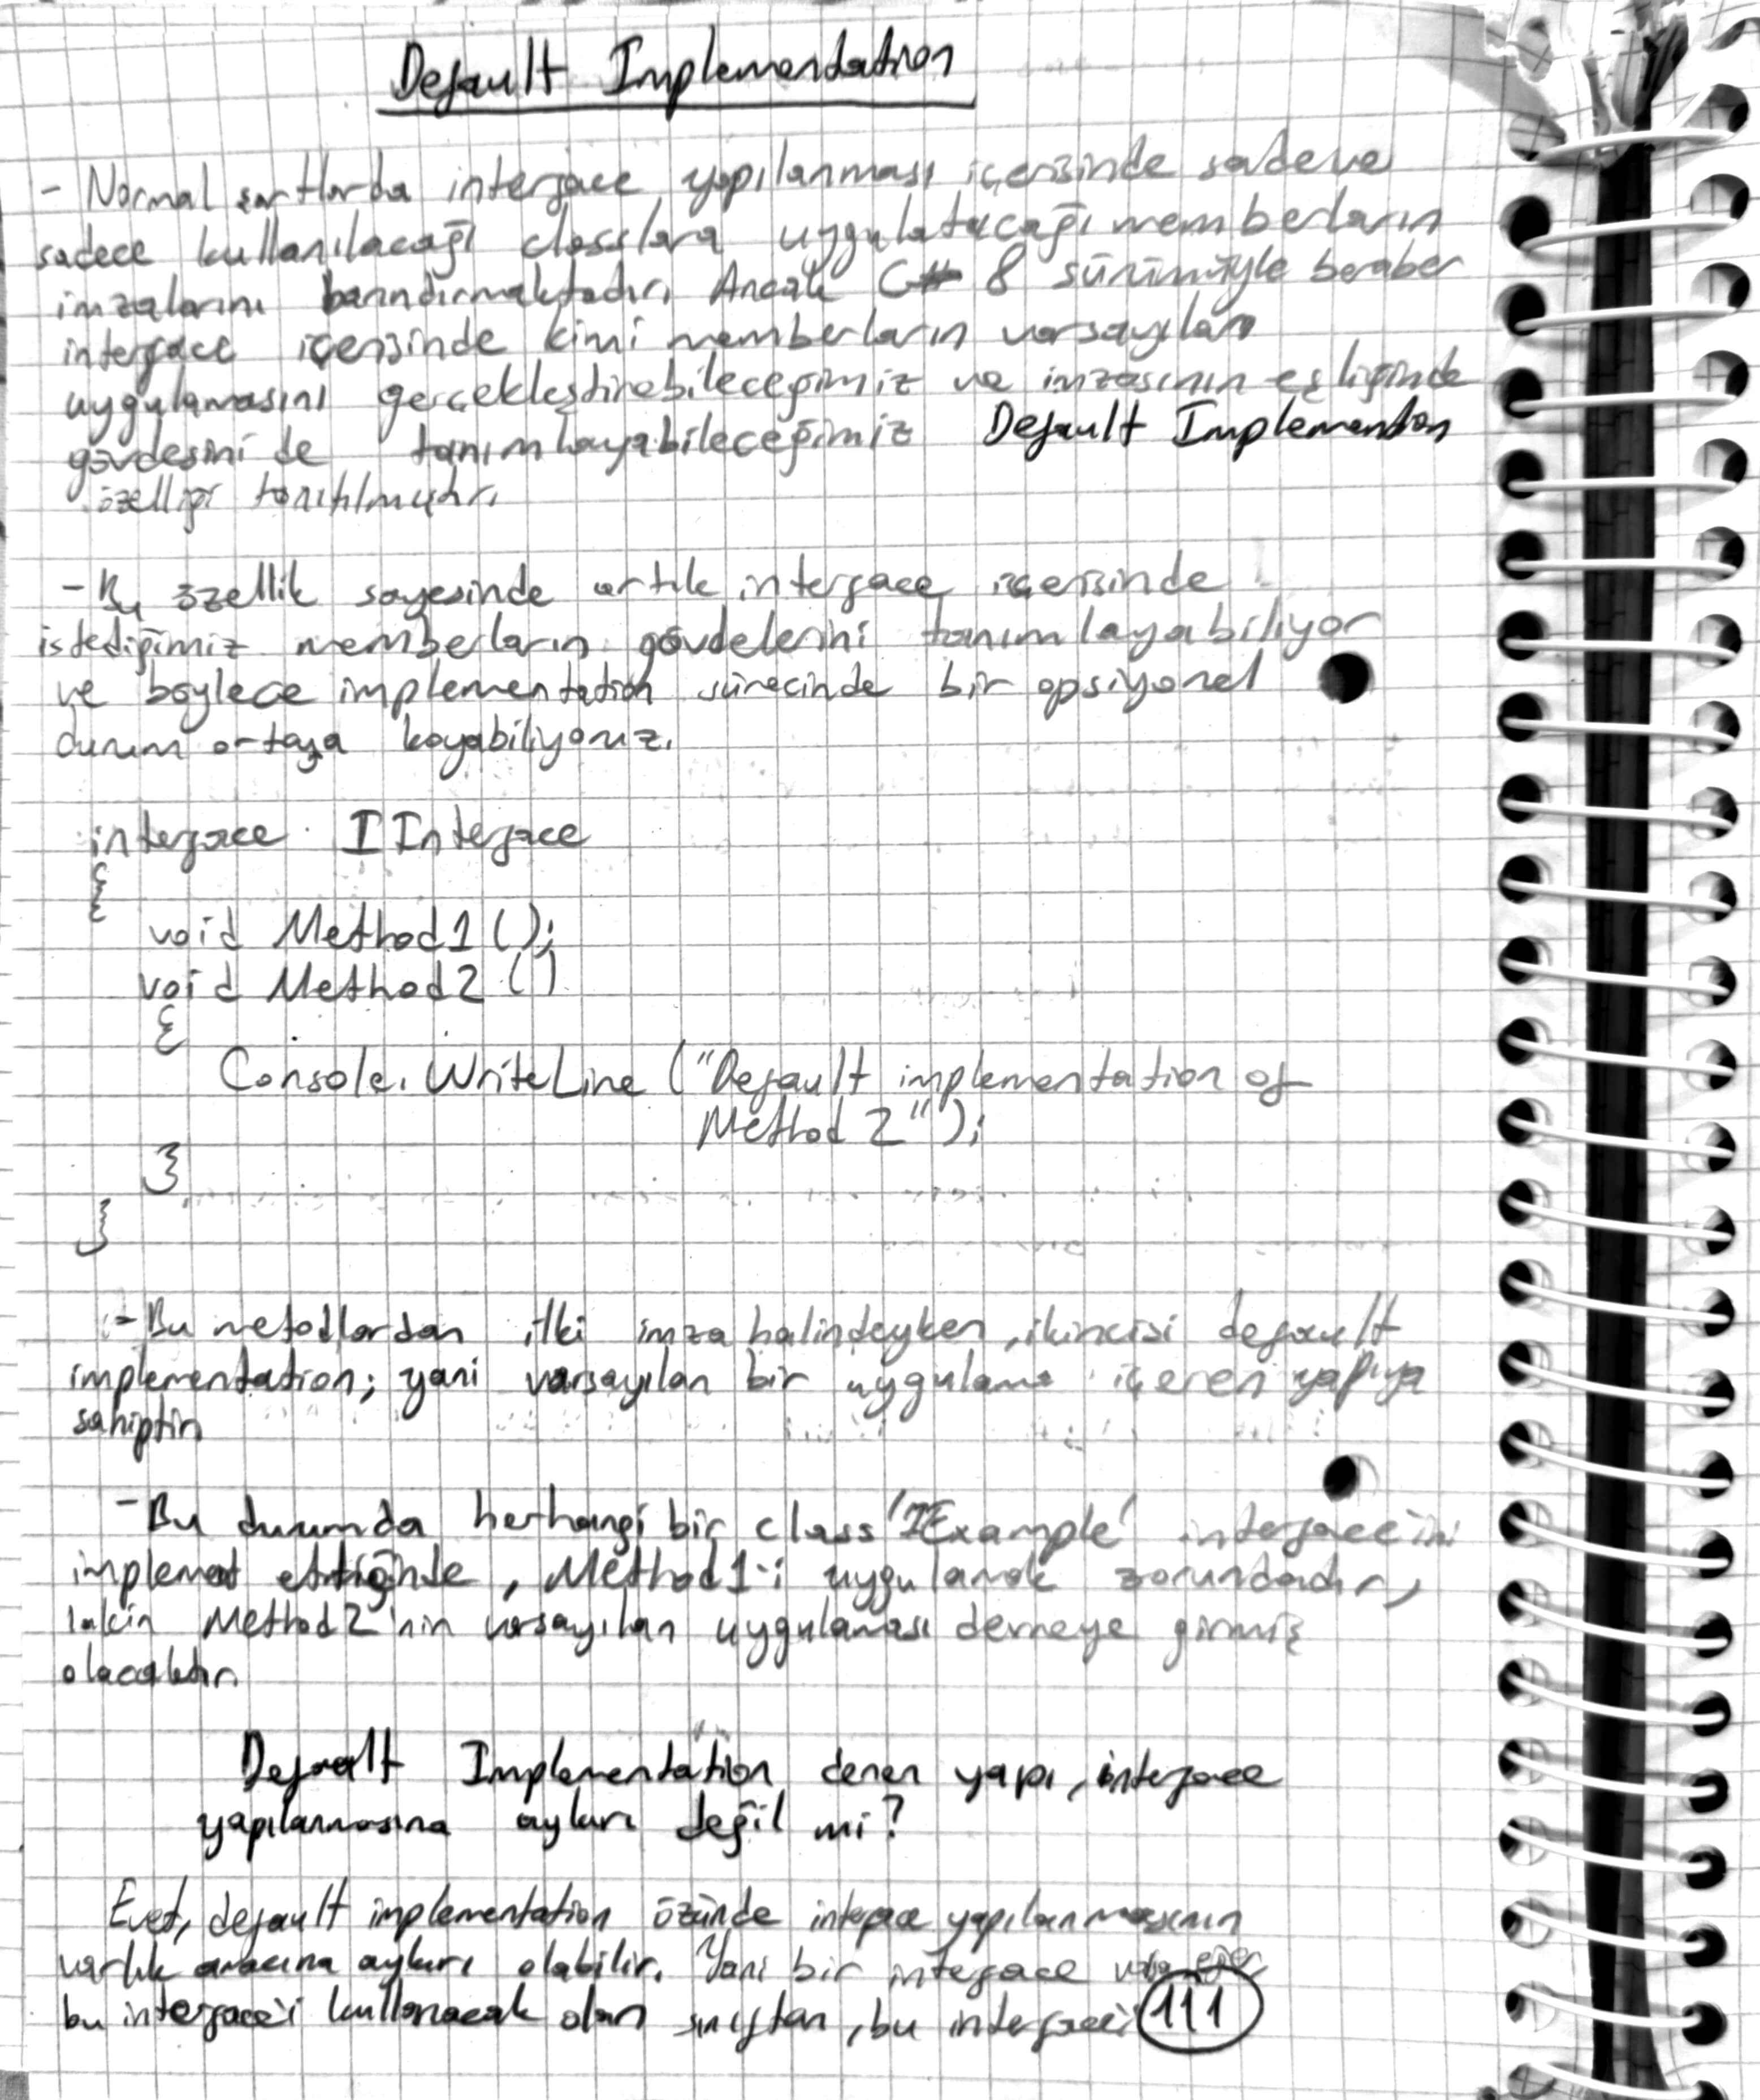 Default Implementation
- Normal şartlarda interface yapılanması içerisinde sadece
sadece kullanılacağı classlara uygulatacağı memberların
imzalarını barındırmaktadır. Ancak C# 8 sürümüyle beraber
interface içerisinde kimi memberların varsayılan
uygulamasını gerçekleştirebileceğimiz ve imzasının eşliğinde
gövdesini de tanımlayabileceğimiz Default Implementon
özelliği tanıtılmıştır.
- Bu özellik sayesinde artık interface içerisinde
istediğimiz memberların gövdelerini tanımlayabiliyor
ve böylece implementation sürecinde bir opsiyonel
durum ortaya koyabiliyoruz.
interface IInterface
{
void Method1();
void Method2()
{
Console.WriteLine("Default implementation of
Method2");
}
}
- Bu metodlardan ilki imza halindeyken, ikincisi default
implementation; yani varsayılan bir uygulama içeren yapıya
sahiptir
- Bu durumda herhangi bir class 'IExample' interface'ini
implement ettiğinde, Method1'i uygulamak zorundadır,
lakin Method2'nin varsayılan uygulaması devreye girmiş
olacaktır
Default Implementation denen yapı, interface
yapılanmasına aykırı değil mi?
Evet, default implementation özünde interface yapılanmasının
varlık amacına aykırı olabilir. Yani bir interface varsa eğer
bu interface'i kullanacak olan sınıftan, bu interface'i
111